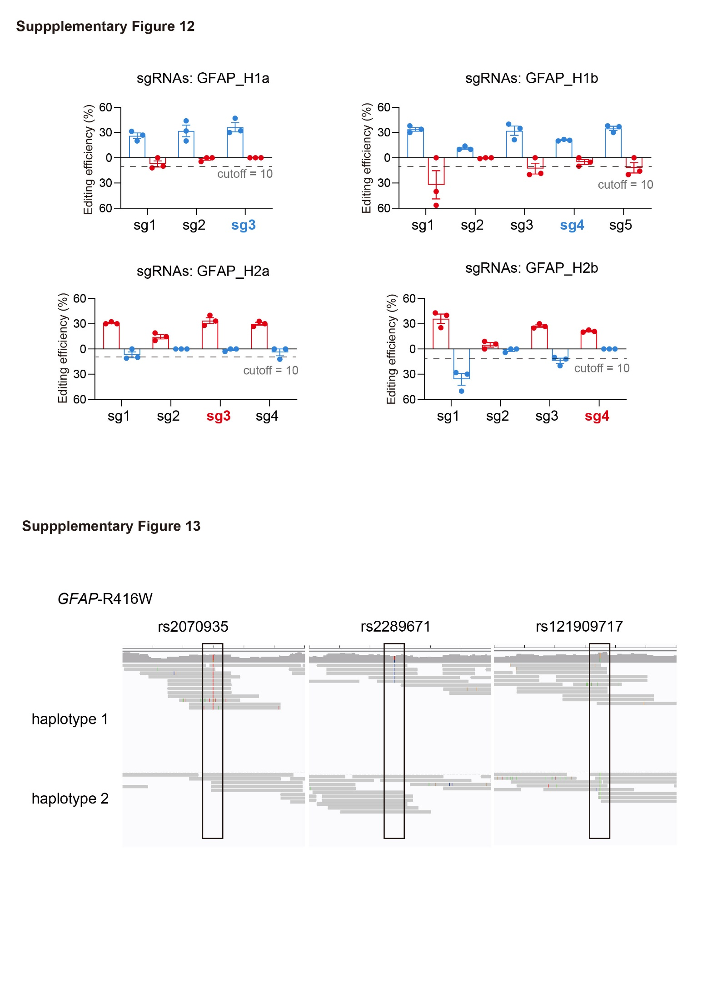 Suppplementary Figure 12
sgRNAs: GFAP_H1a
Editing efficiency (%)
60
30
0
30
60
cutoff = 10
sg1 sg2 sg3
sgRNAs: GFAP_H1b
Editing efficiency (%)
60
30
0
30
60
cutoff = 10
sg1 sg2 sg3 sg4 sg5
sgRNAs: GFAP_H2a
Editing efficiency (%)
60
30
0
30
60
cutoff = 10
sg1 sg2 sg3 sg4
sgRNAs: GFAP_H2b
Editing efficiency (%)
60
30
0
30
60
cutoff = 10
sg1 sg2 sg3 sg4
Suppplementary Figure 13
GFAP-R416W
rs2070935 rs2289671 rs121909717
haplotype 1
haplotype 2